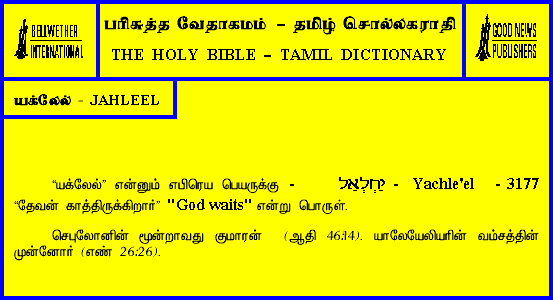 BELLWETHER
INTERNATIONAL
பரிசுத்த வேதாகமம் – தமிழ் சொல்லகராதி
THE HOLY BIBLE – TAMIL DICTIONARY
GOOD NEWS
PUBLISHERS
யக்லேல் - JAHLEEL
“யக்லேல்” என்னும் எபிரெய பெயருக்கு - יַחְלְאֵל - Yachle'el - 3177
“தேவன் காத்திருக்கிறார்” "God waits" என்று பொருள்.
செபுலோனின் மூன்றாவது குமாரன் (ஆதி 46:14). யாலேயேலியரின் வம்சத்தின்
முன்னோர் (எண் 26:26).